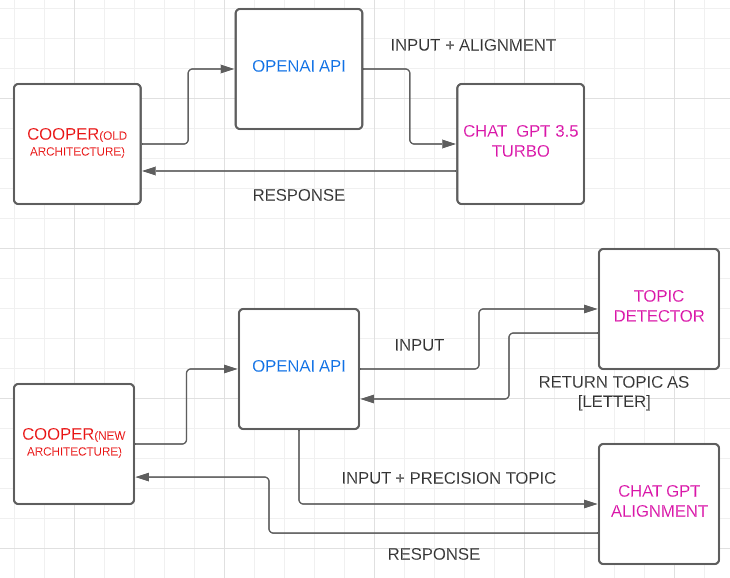 OPENAI API
INPUT + ALIGNMENT
COOPER(OLD
ARCHITECTURE)
CHAT GPT 3.5
TURBO
RESPONSE
TOPIC
DETECTOR
OPENAI API
INPUT
RETURN TOPIC AS
[LETTER]
COOPER(NEW
ARCHITECTURE)
INPUT + PRECISION TOPIC
CHAT GPT
ALIGNMENT
RESPONSE